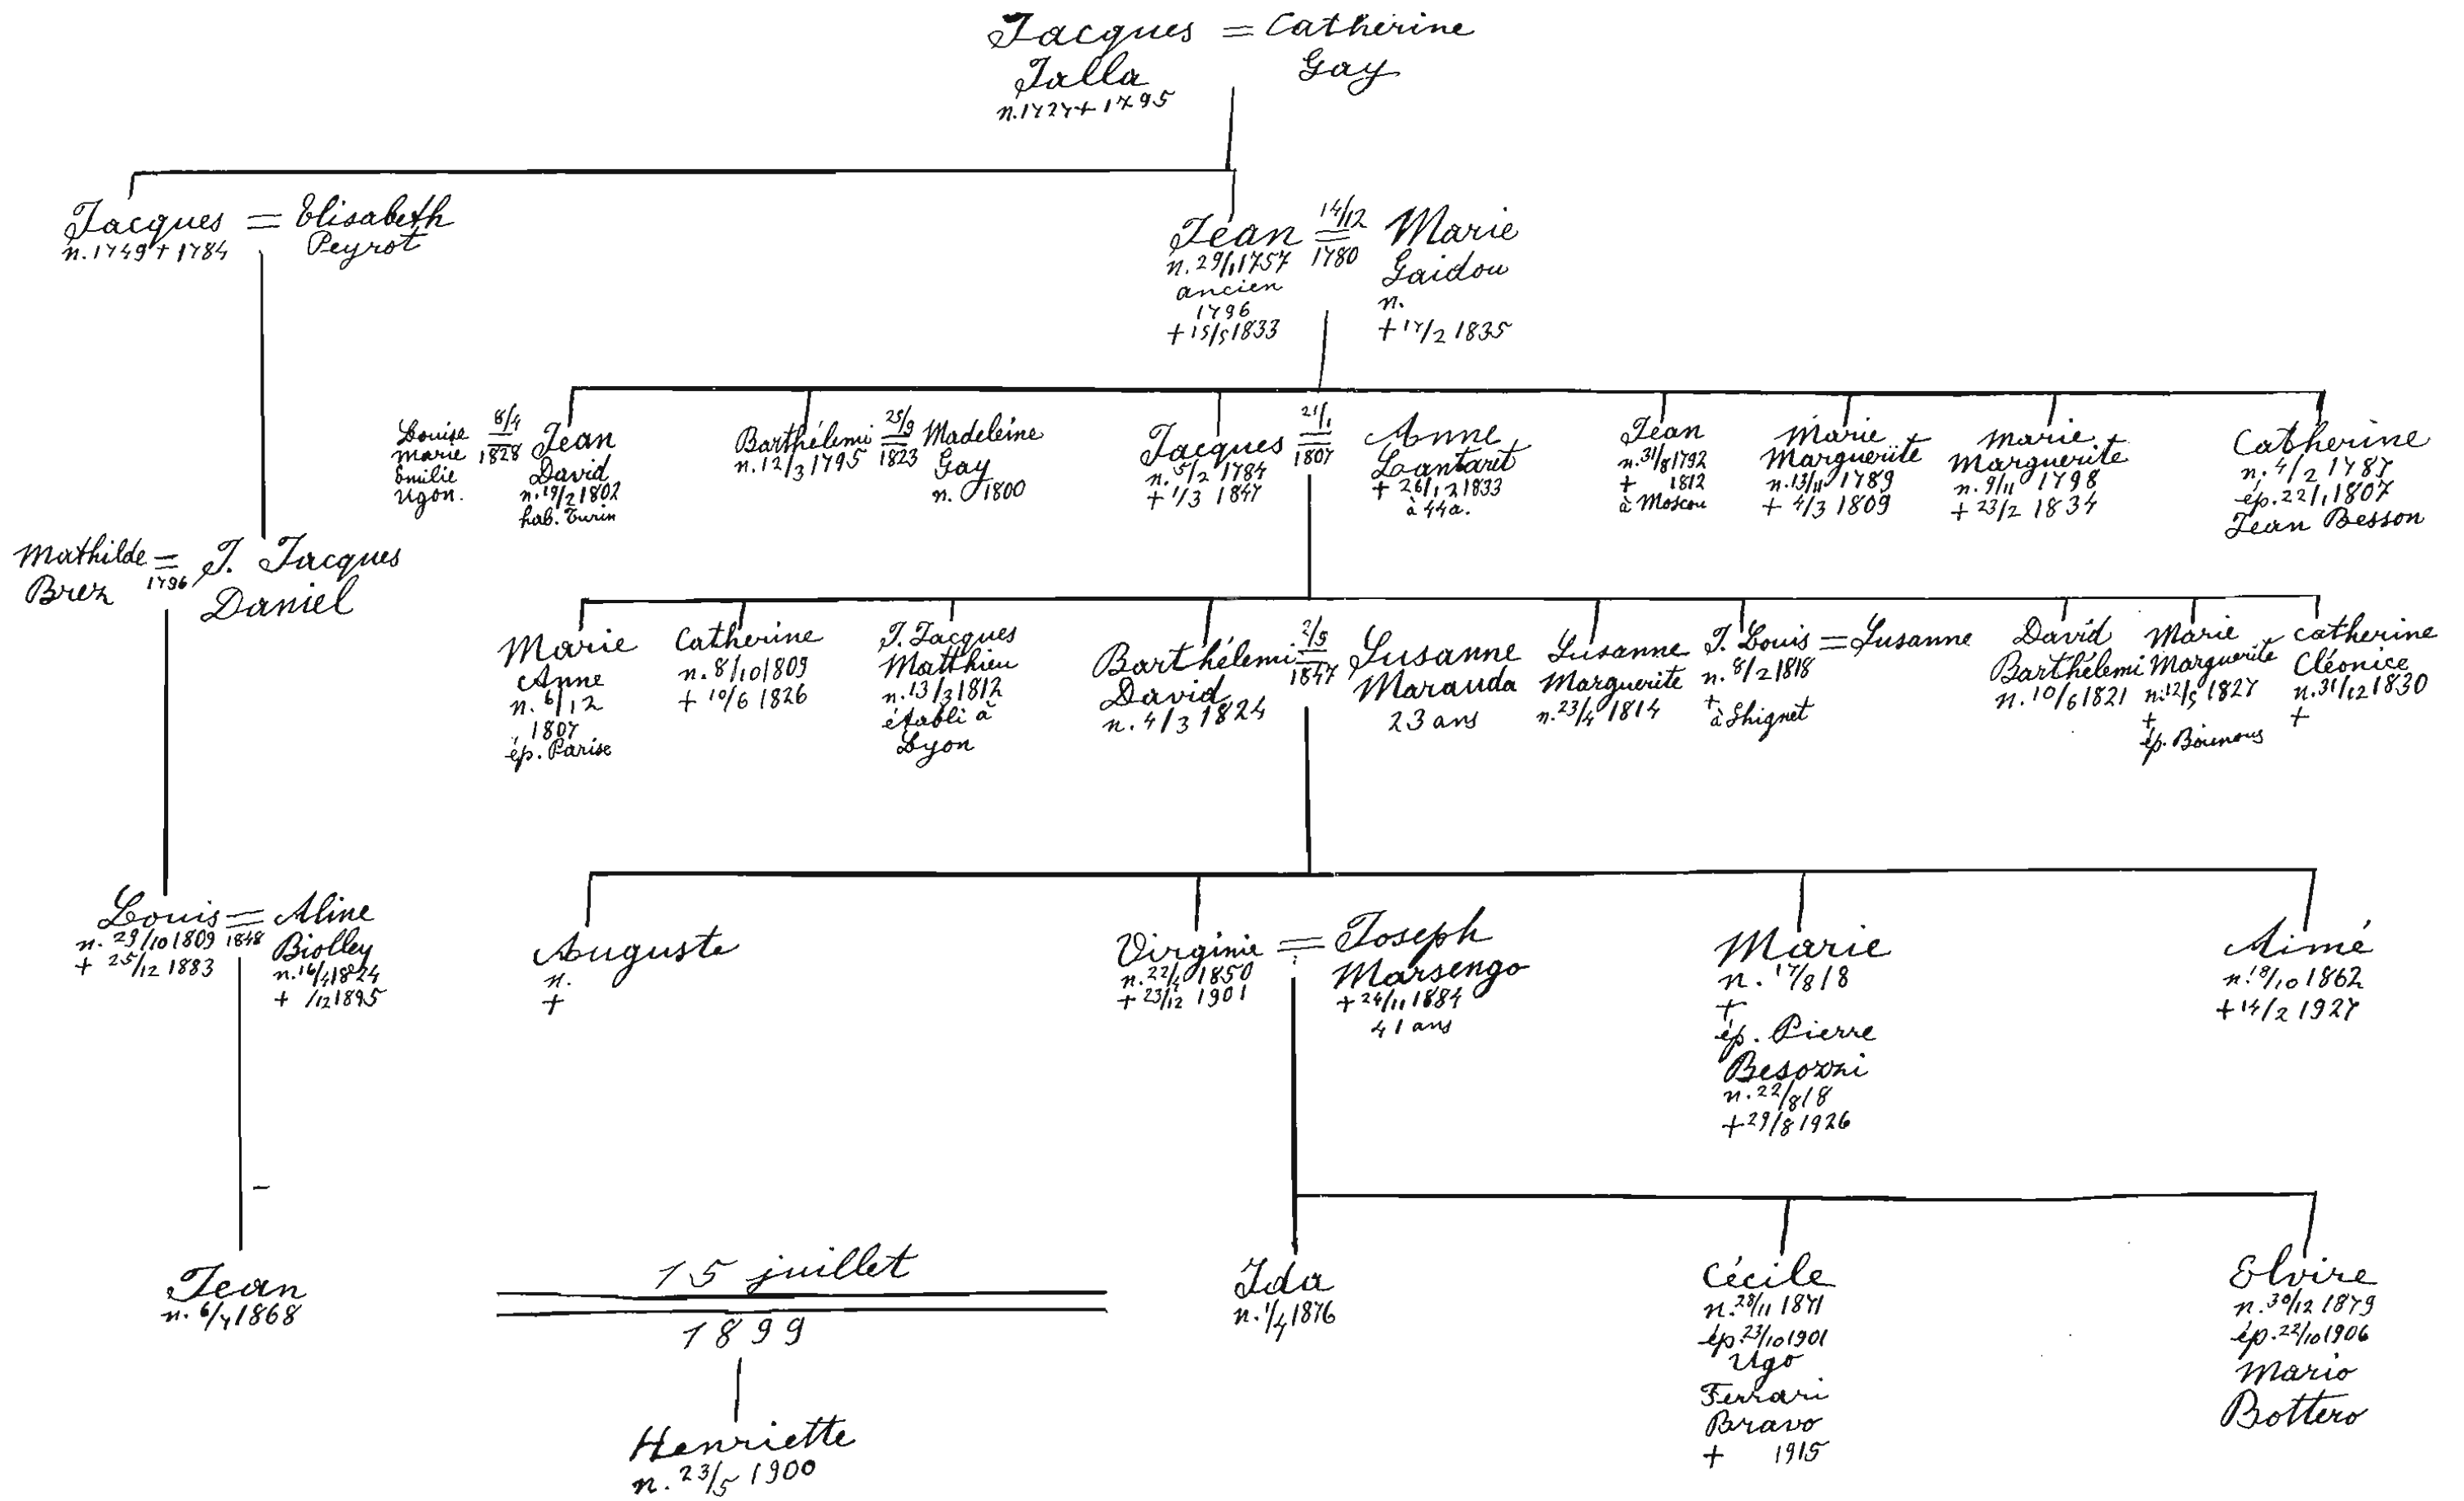 Jacques = Catherine
Jalla Gay
n. 1727 + 1795
Jacques = Elisabeth
n. 1749 + 1784 Peyrot
Jean = Marie
14/12
1780
n. 29/1 1757 Gaidou
ancien n.
1796
+ 15/5 1833 + 17/2 1835
Louise 8/4 = Jean
Marie 1828 David
Emilie n. 19/2 1802
Ugon. hab. Turin
Barthélemi 25/9 = Madeleine
n. 12/3 1795 1823 Gay
n. 1800
Jacques 21/1 = Anne
n. 5/2 1784 1807 Lantaret
+ 1/3 1847 + 26/12 1833
à 44a.
Jean
n. 31/8 1792
+ 1812
à Moscou
Marie
Marguerite
n. 13/11 1789
+ 4/3 1809
Marie
Marguerite
n. 9/11 1798
+ 23/2 1834
Catherine
n. 4/2 1787
ép. 22/1 1807
Jean Besson
Mathilde = J. Jacques
Brez 1796 Daniel
Marie
Anne
n. 6/12
1807
ép. Parise
Catherine
n. 8/10 1809
+ 10/6 1826
J. Jacques
Matthieu
n. 13/3 1812
établi à
Lyon
Barthélemi 2/9 = Susanne
David 1847 Marauda
n. 4/3 1824 23 ans
Susanne
Marguerite
n. 23/4 1814
J. Louis = Susanne
n. 8/2 1818
+
à Shignet
David
Barthélemi
n. 10/6 1821
Marie
Marguerite
n. 12/5 1827
+
ép. Bounous
Catherine
Cléonice
n. 31/12 1830
+
Louis = Aline
n. 29/10 1809 1848 Biolley
+ 25/12 1883 n. 16/4 1824
+ /12 1895
Auguste
n.
+
Virginie = Joseph
n. 22/4 1850 Marsengo
+ 23/12 1901 + 24/11 1884
41 ans
Marie
n. 17/8 18
+
ép. Pierre
Besozzi
n. 22/8 18
+ 29/8 1926
Aimé
n. 18/10 1862
+ 14/2 1927
Jean
n. 6/7 1868
15 juillet
1899
Ida
n. 1/4 1876
Cécile
n. 28/11 1871
ép. 23/10 1901
Ugo
Ferrari
Bravo
+ 1915
Elvire
n. 30/12 1879
ép. 22/10 1906
Mario
Bottero
Henriette
n. 23/5 1900